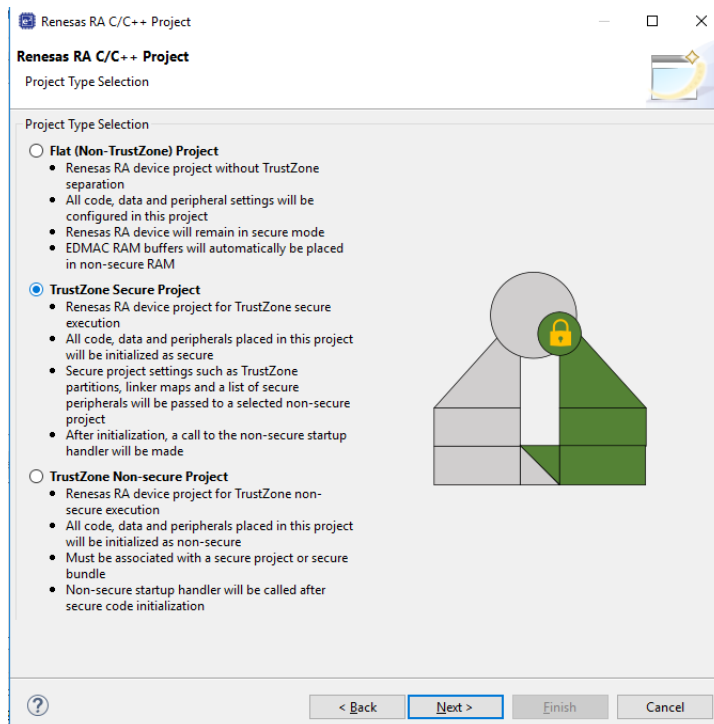 Renesas RA C/C++ Project
Renesas RA C/C++ Project
Project Type Selection
Project Type Selection
Flat (Non-TrustZone) Project
• Renesas RA device project without TrustZone
separation
• All code, data and peripheral settings will be
configured in this project
• Renesas RA device will remain in secure mode
• EDMAC RAM buffers will automatically be placed
in non-secure RAM
TrustZone Secure Project
• Renesas RA device project for TrustZone secure
execution
• All code, data and peripherals placed in this project
will be initialized as secure
• Secure project settings such as TrustZone
partitions, linker maps and a list of secure
peripherals will be passed to a selected non-secure
project
• After initialization, a call to the non-secure startup
handler will be made
TrustZone Non-secure Project
• Renesas RA device project for TrustZone non-
secure execution
• All code, data and peripherals placed in this project
will be initialized as non-secure
• Must be associated with a secure project or secure
bundle
• Non-secure startup handler will be called after
secure code initialization
? < Back Next > Finish Cancel